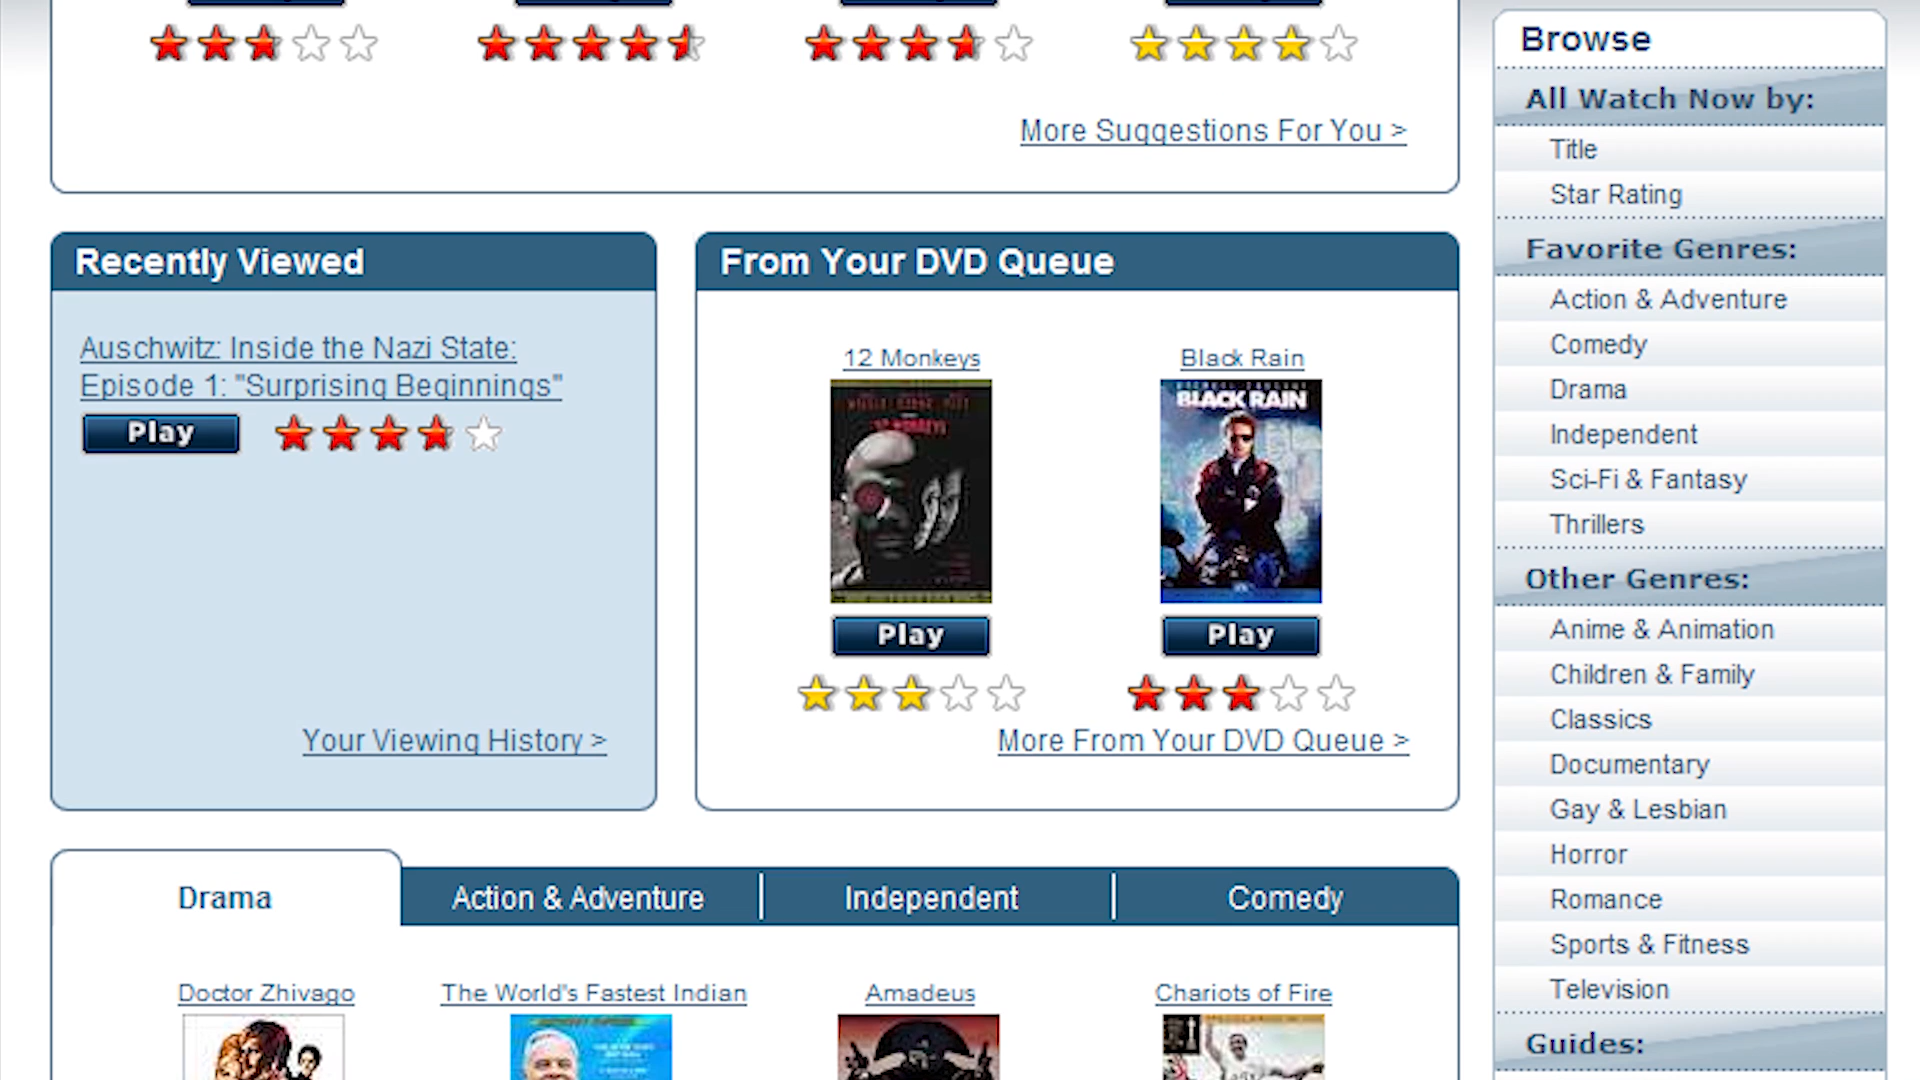 More Suggestions For You >
Recently Viewed
Auschwitz: Inside the Nazi State:
Episode 1: "Surprising Beginnings"
Play
Your Viewing History >
From Your DVD Queue
12 Monkeys
Black Rain
BLACK RAIN
Play
Play
More From Your DVD Queue >
Drama
Action & Adventure
Independent
Comedy
Doctor Zhivago
The World's Fastest Indian
Amadeus
Chariots of Fire
Browse
All Watch Now by:
Title
Star Rating
Favorite Genres:
Action & Adventure
Comedy
Drama
Independent
Sci-Fi & Fantasy
Thrillers
Other Genres:
Anime & Animation
Children & Family
Classics
Documentary
Gay & Lesbian
Horror
Romance
Sports & Fitness
Television
Guides: